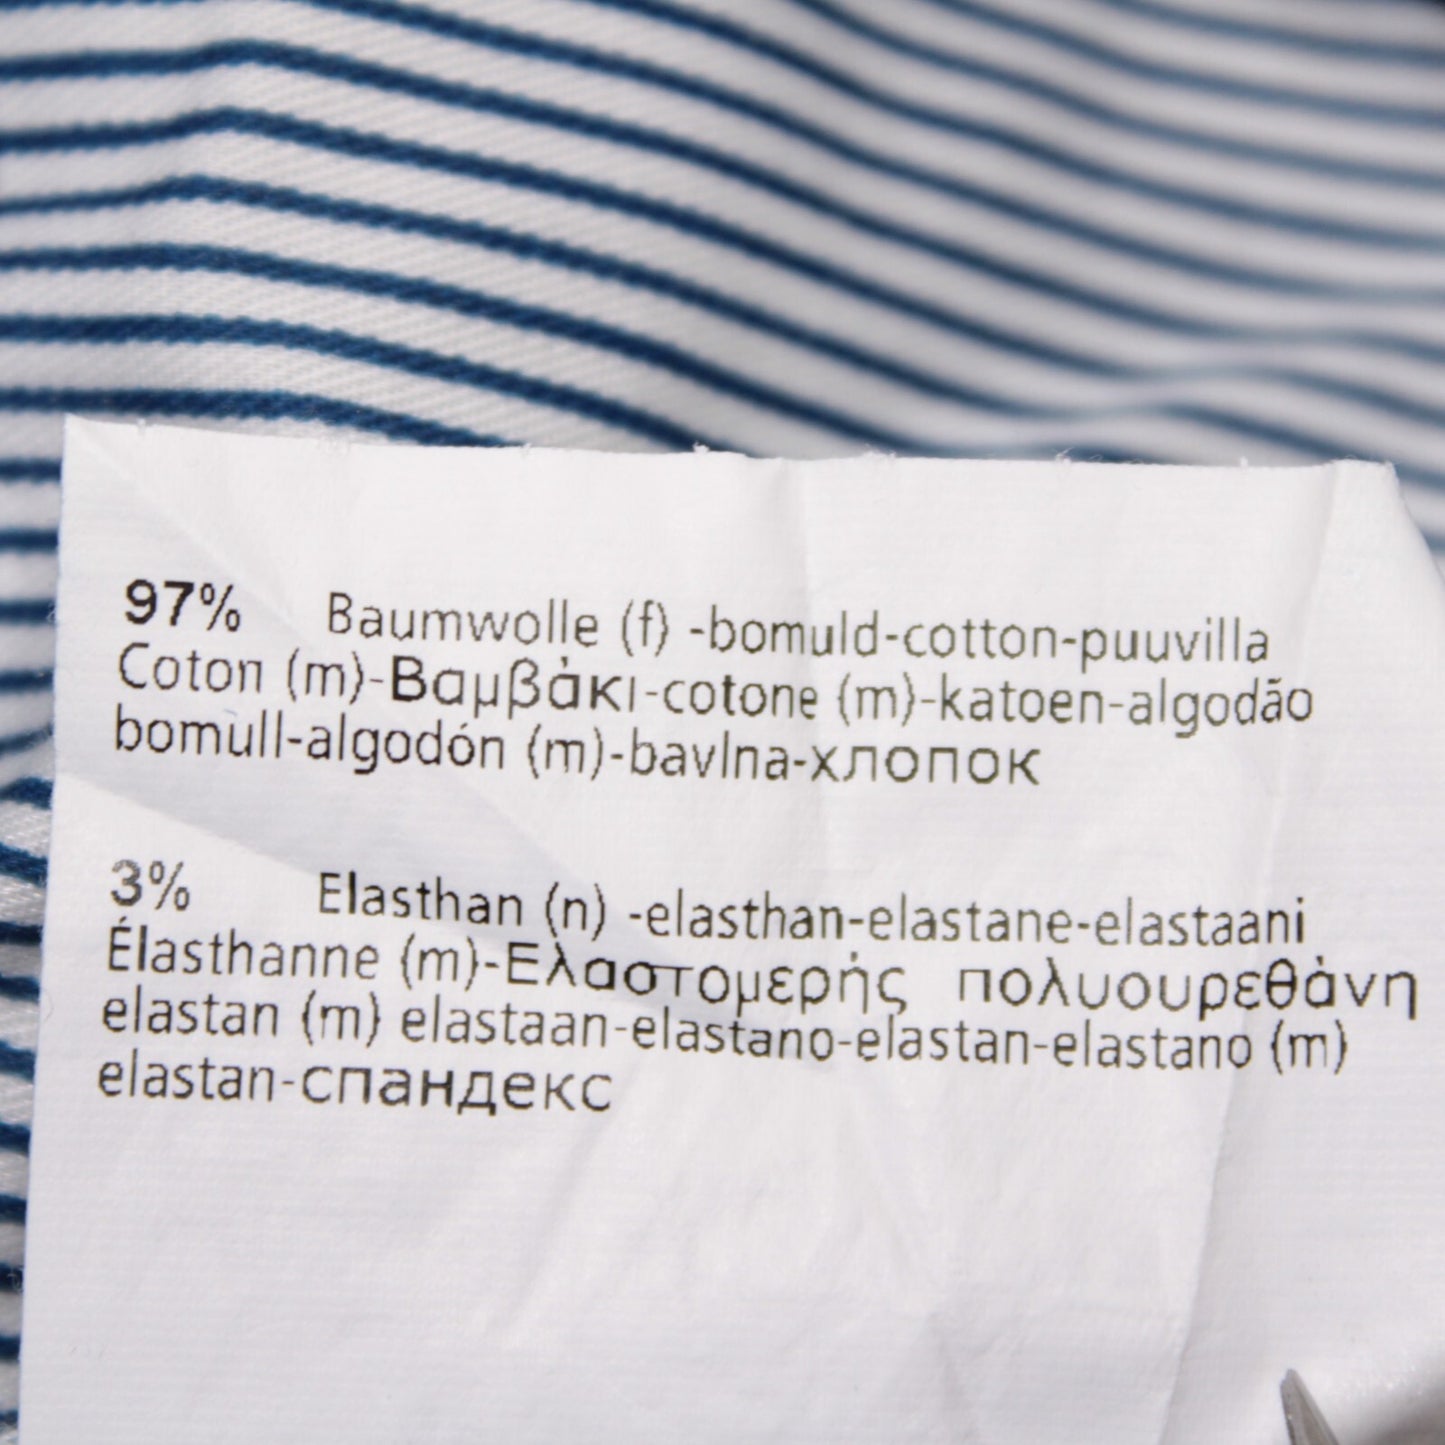 97% Baumwolle (f) -bomuld-cotton-puuvilla
Coton (m)-Βαμβάκι-cotone (m)-katoen-algodão
bomull-algodón (m)-bavlna-хлопок
3% Elasthan (n) -elasthan-elastane-elastaani
Élasthanne (m)-Ελαστομερής πολυουρεθάνη
elastan (m) elastaan-elastano-elastan-elastano (m)
elastan-спандекс